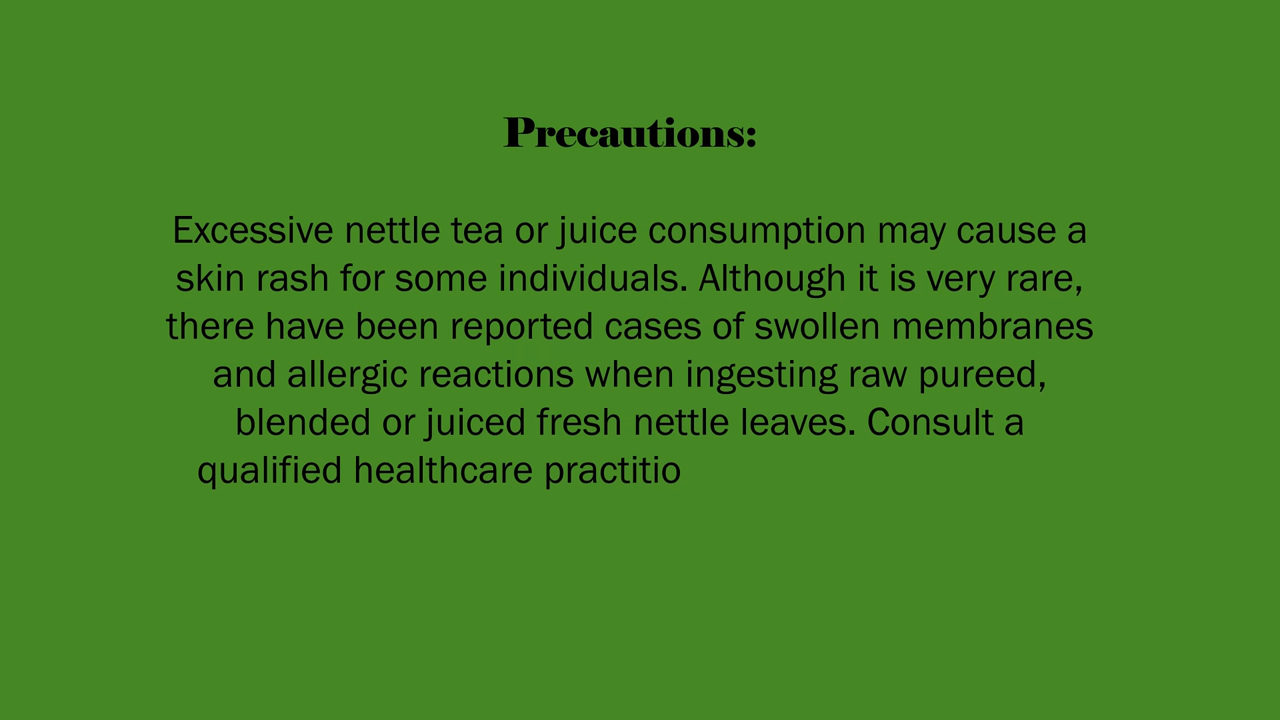 Precautions:
Excessive nettle tea or juice consumption may cause a
skin rash for some individuals. Although it is very rare,
there have been reported cases of swollen membranes
and allergic reactions when ingesting raw pureed,
blended or juiced fresh nettle leaves. Consult a
qualified healthcare practitio